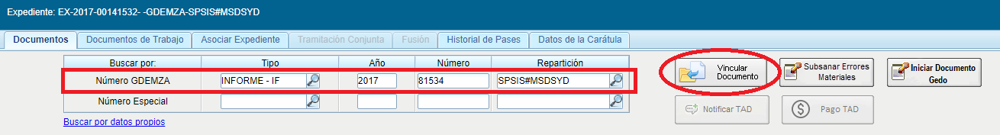 Expediente: EX-2017-00141532- -GDEMZA-SPSIS#MSDSYD
Documentos Documentos de Trabajo Asociar Expediente Tramitación Conjunta Fusión Historial de Pases Datos de la Carátula
Buscar por: Tipo Año Número Repartición
Número GDEMZA INFORME - IF 2017 81534 SPSIS#MSDSYD
Número Especial
Buscar por datos propios
Vincular
Documento
Subsanar Errores
Materiales
Iniciar Documento
Gedo
Notificar TAD
Pago TAD